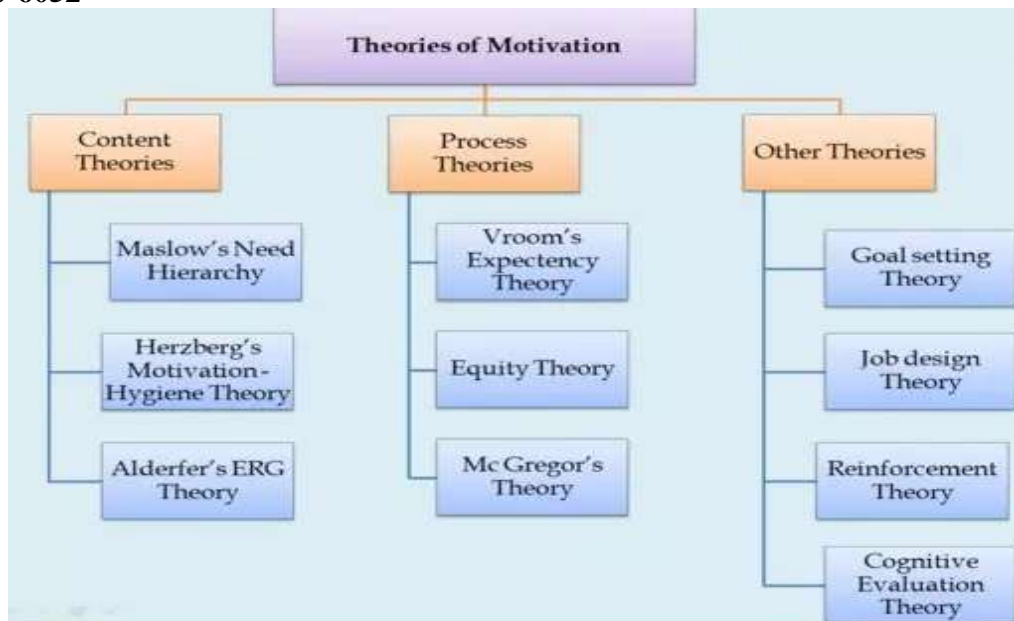 Theories of Motivation
Content
Theories
Process
Theories
Other Theories
Maslow's Need
Hierarchy
Herzberg's
Motivation-
Hygiene Theory
Alderfer's ERG
Theory
Vroom's
Expectency
Theory
Equity Theory
Mc Gregor's
Theory
Goal setting
Theory
Job design
Theory
Reinforcement
Theory
Cognitive
Evaluation
Theory